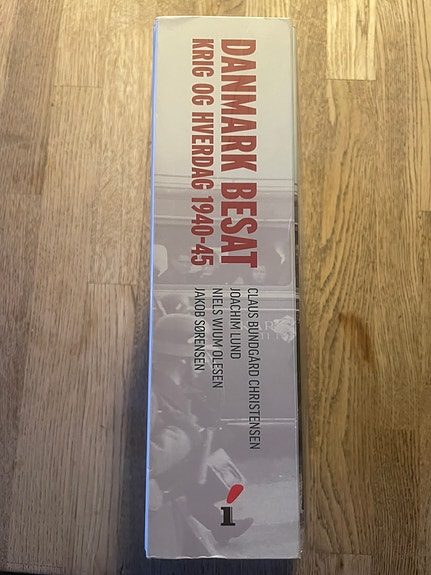 DANMARK BESAT
KRIG OG HVERDAG 1940-45
CLAUS BUNDGÅRD CHRISTENSEN
JOACHIM LUND
NIELS WIUM OLESEN
JAKOB SØRENSEN
i